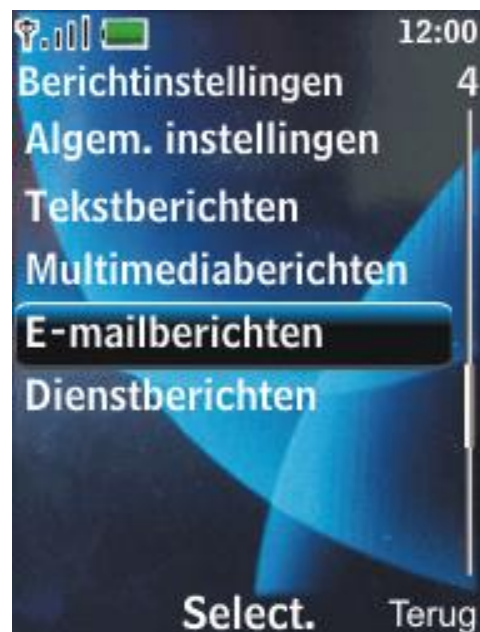 12:00
Berichtinstellingen 4
Algem. instellingen
Tekstberichten
Multimediaberichten
E-mailberichten
Dienstberichten
Select. Terug